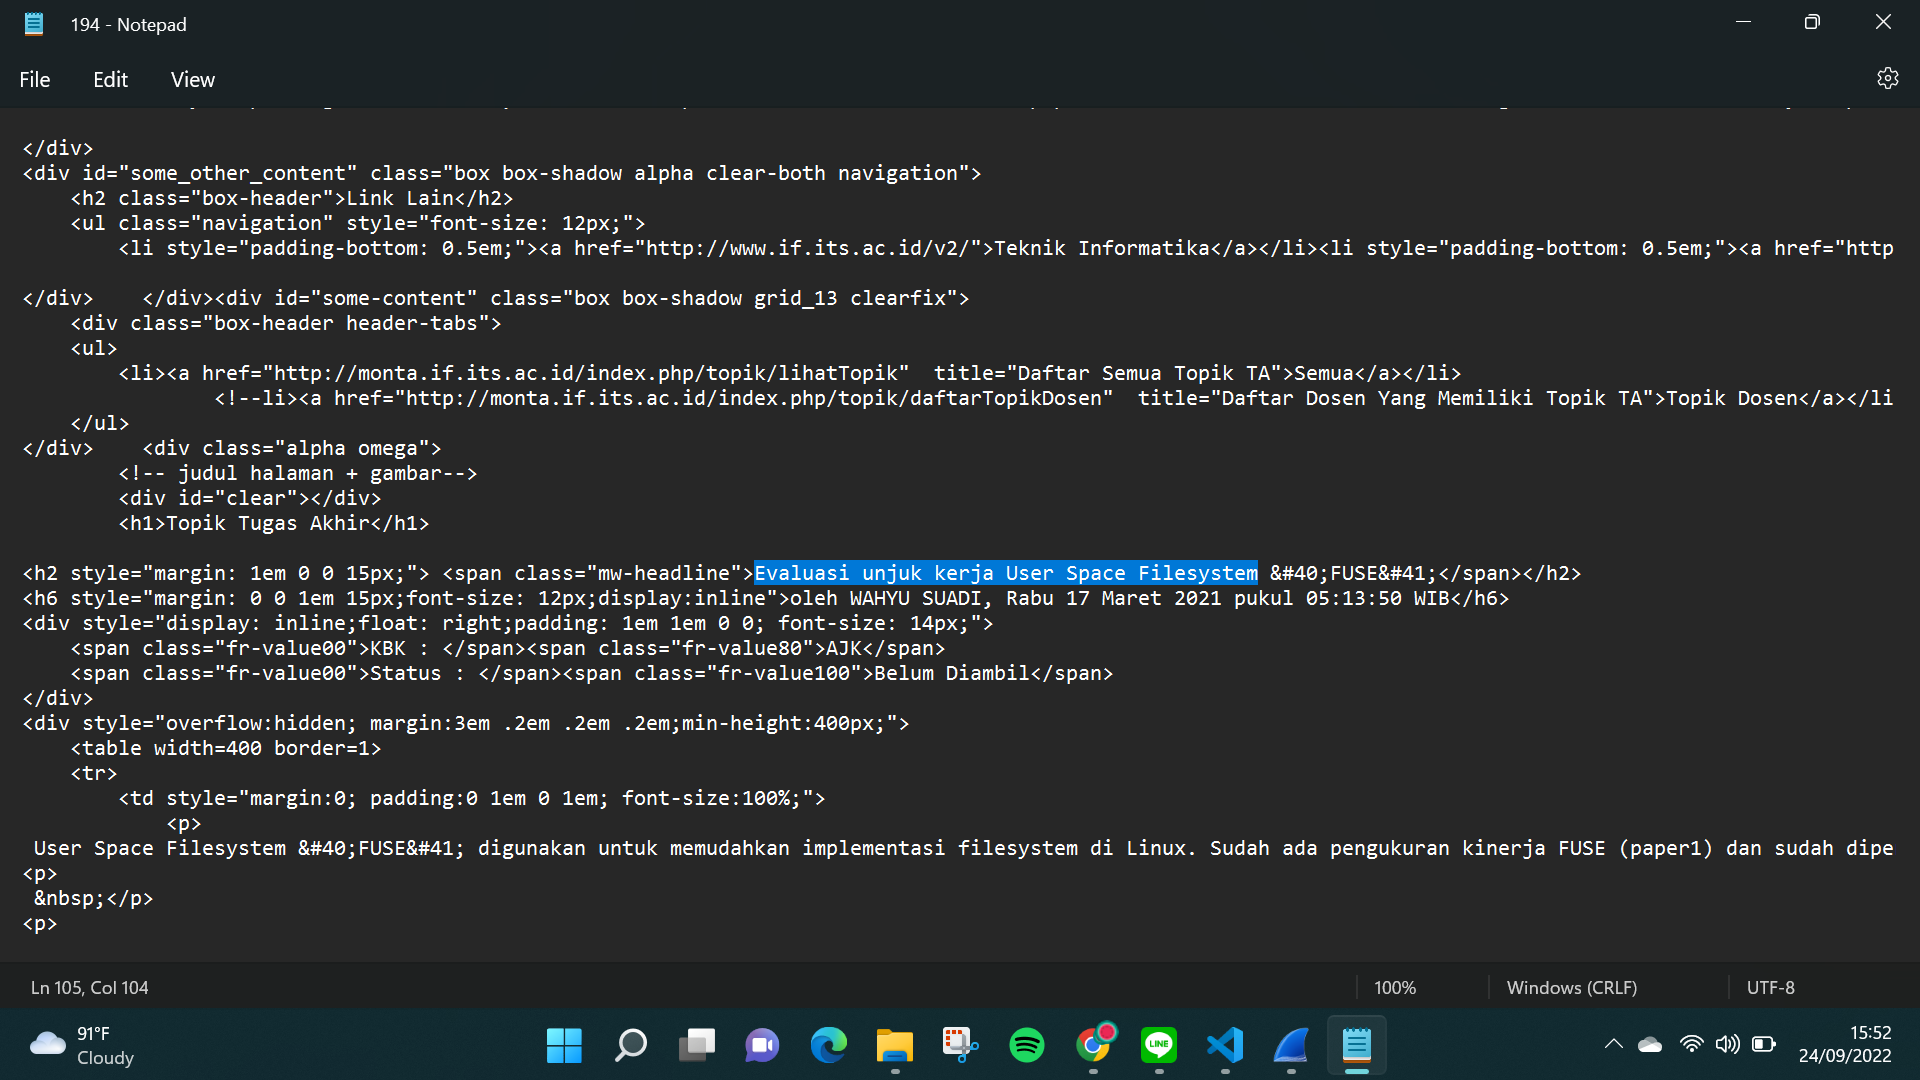 194 - Notepad
File Edit View
</div>
<div id="some_other_content" class="box box-shadow alpha clear-both navigation">
<h2 class="box-header">Link Lain</h2>
<ul class="navigation" style="font-size: 12px;">
<li style="padding-bottom: 0.5em;"><a href="http://www.if.its.ac.id/v2/">Teknik Informatika</a></li><li style="padding-bottom: 0.5em;"><a href="http
</div>    </div><div id="some-content" class="box box-shadow grid_13 clearfix">
<div class="box-header header-tabs">
<ul>
<li><a href="http://monta.if.its.ac.id/index.php/topik/lihatTopik"  title="Daftar Semua Topik TA">Semua</a></li>
<!--li><a href="http://monta.if.its.ac.id/index.php/topik/daftarTopikDosen"  title="Daftar Dosen Yang Memiliki Topik TA">Topik Dosen</a></li
</ul>
</div>    <div class="alpha omega">
<!-- judul halaman + gambar-->
<div id="clear"></div>
<h1>Topik Tugas Akhir</h1>
<h2 style="margin: 1em 0 0 15px;"> <span class="mw-headline">Evaluasi unjuk kerja User Space Filesystem &#40;FUSE&#41;</span></h2>
<h6 style="margin: 0 0 1em 15px;font-size: 12px;display:inline">oleh WAHYU SUADI, Rabu 17 Maret 2021 pukul 05:13:50 WIB</h6>
<div style="display: inline;float: right;padding: 1em 1em 0 0; font-size: 14px;">
<span class="fr-value00">KBK : </span><span class="fr-value80">AJK</span>
<span class="fr-value00">Status : </span><span class="fr-value100">Belum Diambil</span>
</div>
<div style="overflow:hidden; margin:3em .2em .2em .2em;min-height:400px;">
<table width=400 border=1>
<tr>
<td style="margin:0; padding:0 1em 0 1em; font-size:100%;">
<p>
User Space Filesystem &#40;FUSE&#41; digunakan untuk memudahkan implementasi filesystem di Linux. Sudah ada pengukuran kinerja FUSE (paper1) dan sudah dipe
<p>
&nbsp;</p>
<p>
Ln 105, Col 104 100% Windows (CRLF) UTF-8
91°F
Cloudy
LINE
15:52
24/09/2022